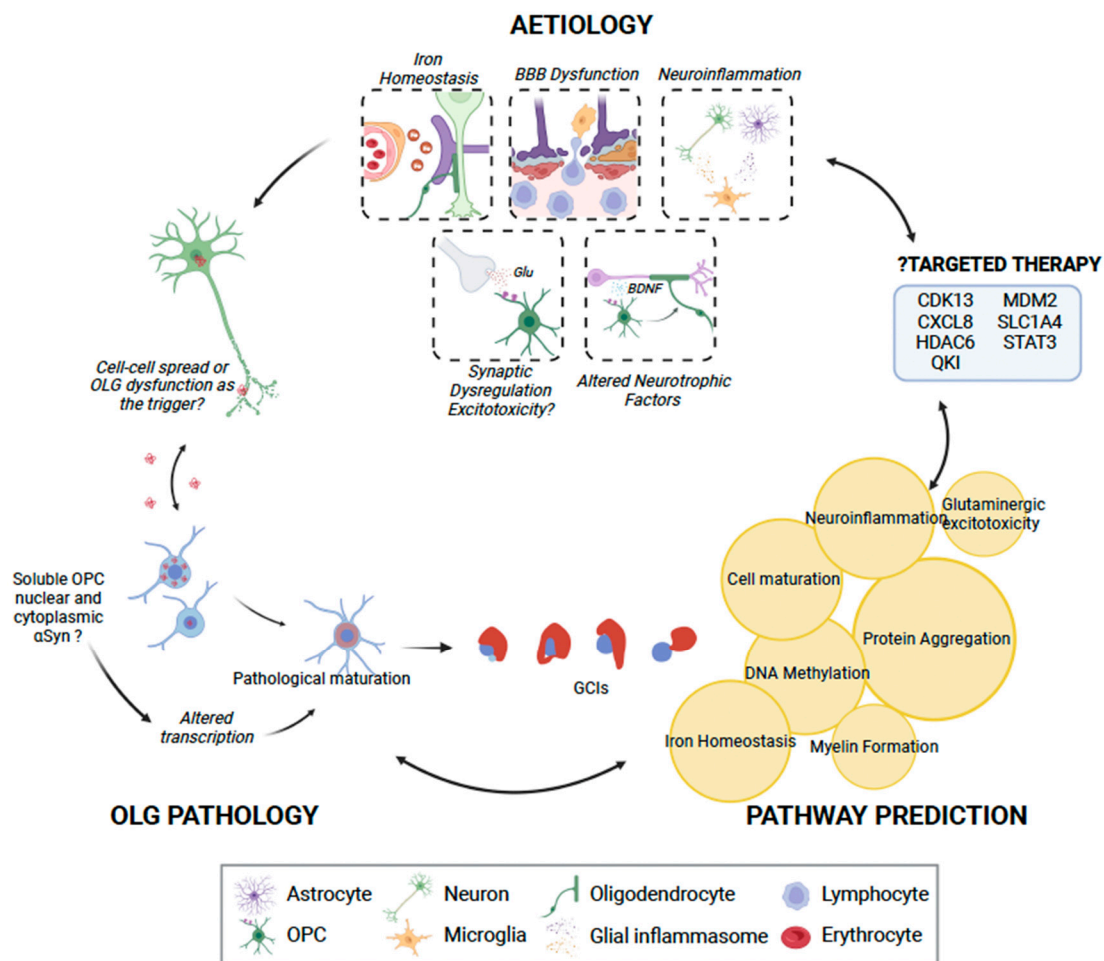 AETIOLOGY
Iron
Homeostasis
BBB Dysfunction
Neuroinflammation
Glu
BDNF
Synaptic
Dysregulation
Excitotoxicity?
Altered Neurotrophic
Factors
?TARGETED THERAPY
CDK13 MDM2
CXCL8 SLC1A4
HDAC6 STAT3
QKI
Cell-cell spread or
OLG dysfunction as
the trigger?
Soluble OPC
nuclear and
cytoplasmic
αSyn ?
Pathological maturation
Altered
transcription
GCIs
OLG PATHOLOGY
Neuroinflammation
Glutaminergic
excitotoxicity
Cell maturation
Protein Aggregation
DNA Methylation
Iron Homeostasis
Myelin Formation
PATHWAY PREDICTION
Astrocyte Neuron Oligodendrocyte Lymphocyte
OPC Microglia Glial inflammasome Erythrocyte